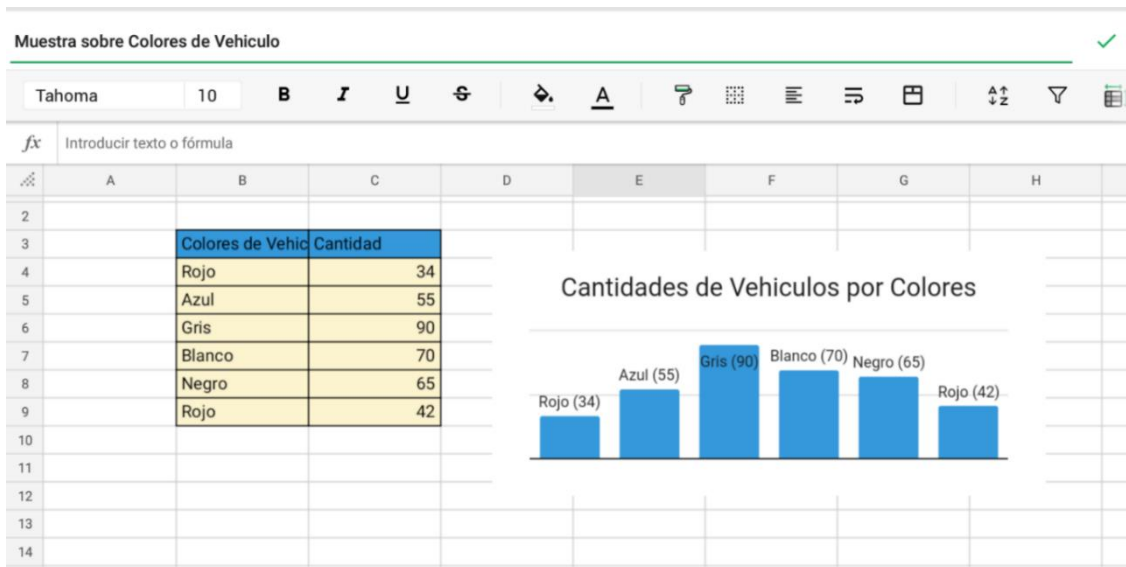 Muestra sobre Colores de Vehiculo
Tahoma 10 B I U S A A Z
fx Introducir texto o fórmula
A B C D E F G H
2
3 Colores de Vehic Cantidad
4 Rojo 34
5 Azul 55
6 Gris 90
7 Blanco 70
8 Negro 65
9 Rojo 42
10
11
12
13
14
Cantidades de Vehiculos por Colores
Rojo (34)
Azul (55)
Gris (90)
Blanco (70)
Negro (65)
Rojo (42)